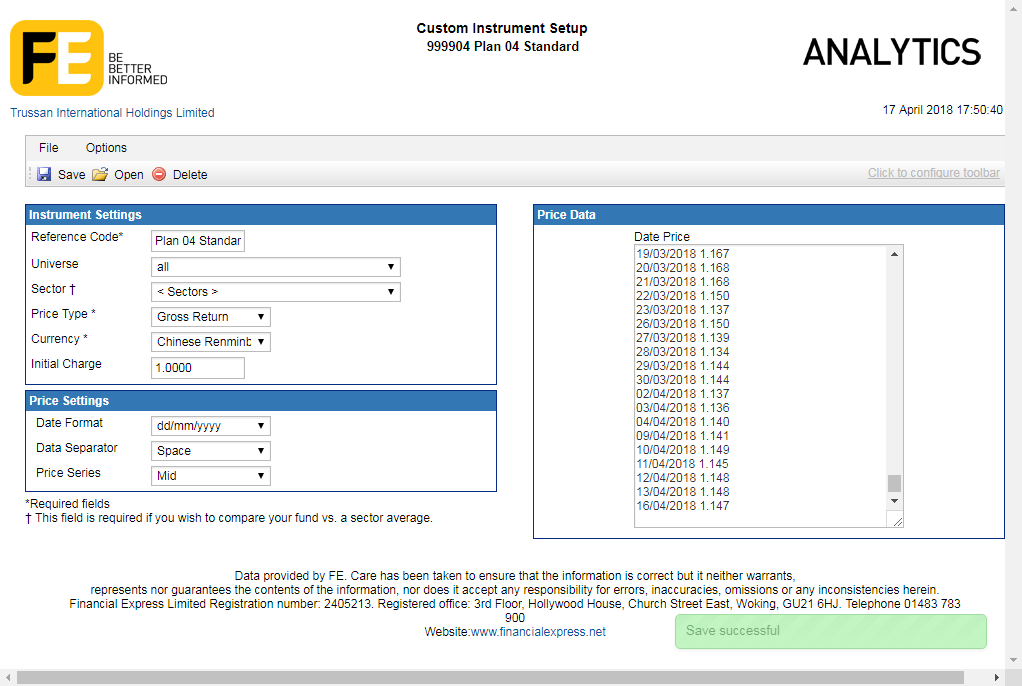 FE
BE
BETTER
INFORMED
Custom Instrument Setup
999904 Plan 04 Standard
ANALYTICS
Trussan International Holdings Limited
17 April 2018 17:50:40
File Options
Save Open Delete Click to configure toolbar
Instrument Settings
Reference Code* Plan 04 Standar
Universe all
Sector † < Sectors >
Price Type * Gross Return
Currency * Chinese Renminb
Initial Charge 1.0000
Price Settings
Date Format dd/mm/yyyy
Data Separator Space
Price Series Mid
*Required fields
† This field is required if you wish to compare your fund vs. a sector average.
Price Data
Date Price
19/03/2018 1.167
20/03/2018 1.168
21/03/2018 1.168
22/03/2018 1.150
23/03/2018 1.137
26/03/2018 1.150
27/03/2018 1.139
28/03/2018 1.134
29/03/2018 1.144
30/03/2018 1.144
02/04/2018 1.137
03/04/2018 1.136
04/04/2018 1.140
09/04/2018 1.141
10/04/2018 1.149
11/04/2018 1.145
12/04/2018 1.148
13/04/2018 1.148
16/04/2018 1.147
Data provided by FE. Care has been taken to ensure that the information is correct but it neither warrants,
represents nor guarantees the contents of the information, nor does it accept any responsibility for errors, inaccuracies, omissions or any inconsistencies herein.
Financial Express Limited Registration number: 2405213. Registered office: 3rd Floor, Hollywood House, Church Street East, Woking, GU21 6HJ. Telephone 01483 783
900
Website:www.financialexpress.net
Save successful